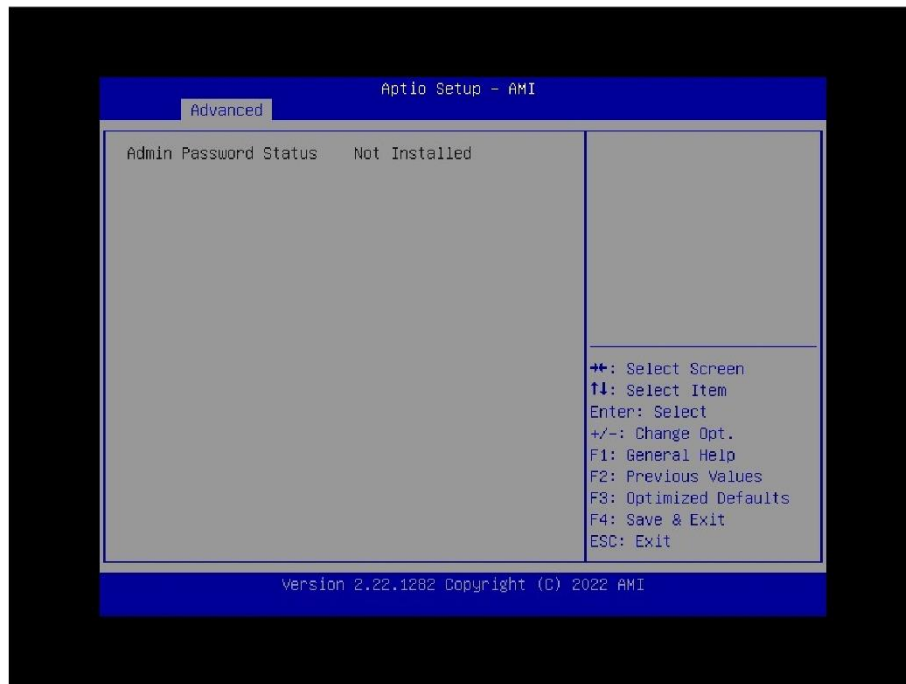 Aptio Setup - AMI
Advanced
Admin Password Status Not Installed
→←: Select Screen
↑↓: Select Item
Enter: Select
+/-: Change Opt.
F1: General Help
F2: Previous Values
F3: Optimized Defaults
F4: Save & Exit
ESC: Exit
Version 2.22.1282 Copyright (C) 2022 AMI